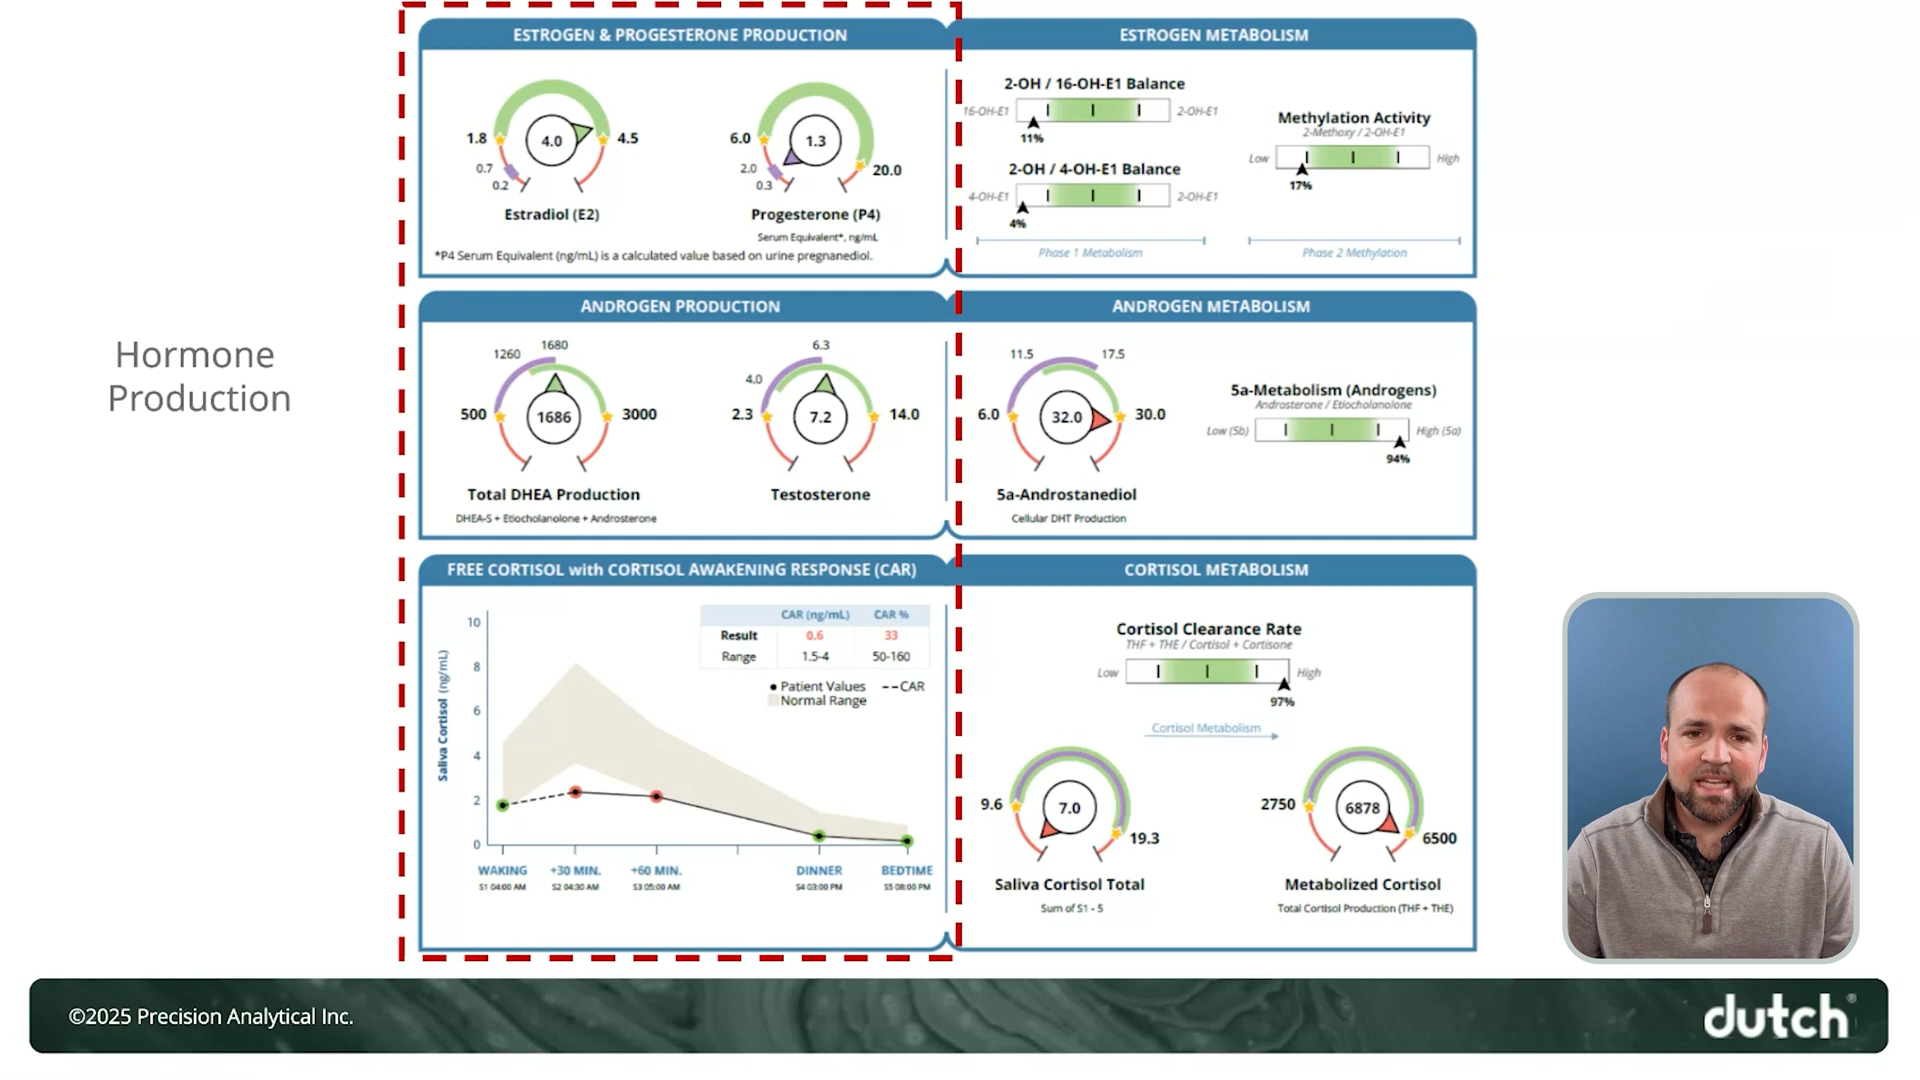 Hormone
Production
ESTROGEN & PROGESTERONE PRODUCTION
1.8
4.0
4.5
0.7
0.2
Estradiol (E2)
6.0
1.3
20.0
2.0
0.3
Progesterone (P4)
Serum Equivalent*, ng/mL
*P4 Serum Equivalent (ng/mL) is a calculated value based on urine pregnanediol.
ESTROGEN METABOLISM
2-OH / 16-OH-E1 Balance
16-OH-E1
2-OH-E1
11%
2-OH / 4-OH-E1 Balance
4-OH-E1
2-OH-E1
4%
Phase 1 Metabolism
Methylation Activity
2-Methoxy / 2-OH-E1
Low
High
17%
Phase 2 Methylation
ANDROGEN PRODUCTION
1260
1680
500
1686
3000
Total DHEA Production
DHEA-S + Etiocholanolone + Androsterone
6.3
4.0
2.3
7.2
14.0
Testosterone
ANDROGEN METABOLISM
11.5
17.5
6.0
32.0
30.0
5a-Androstanediol
Cellular DHT Production
5a-Metabolism (Androgens)
Androsterone / Etiocholanolone
Low (5b)
High (5a)
94%
FREE CORTISOL with CORTISOL AWAKENING RESPONSE (CAR)
CAR (ng/mL) CAR %
Result 0.6 33
Range 1.5-4 50-160
Patient Values CAR
Normal Range
Saliva Cortisol (ng/mL)
10
8
6
4
2
0
WAKING +30 MIN. +60 MIN. DINNER BEDTIME
S1 04:00 AM S2 04:30 AM S3 05:00 AM S4 03:00 PM S5 08:00 PM
CORTISOL METABOLISM
Cortisol Clearance Rate
THF + THE / Cortisol + Cortisone
Low
High
97%
Cortisol Metabolism
9.6
7.0
19.3
Saliva Cortisol Total
Sum of S1 - 5
2750
6878
6500
Metabolized Cortisol
Total Cortisol Production (THF + THE)
©2025 Precision Analytical Inc.
dutch®